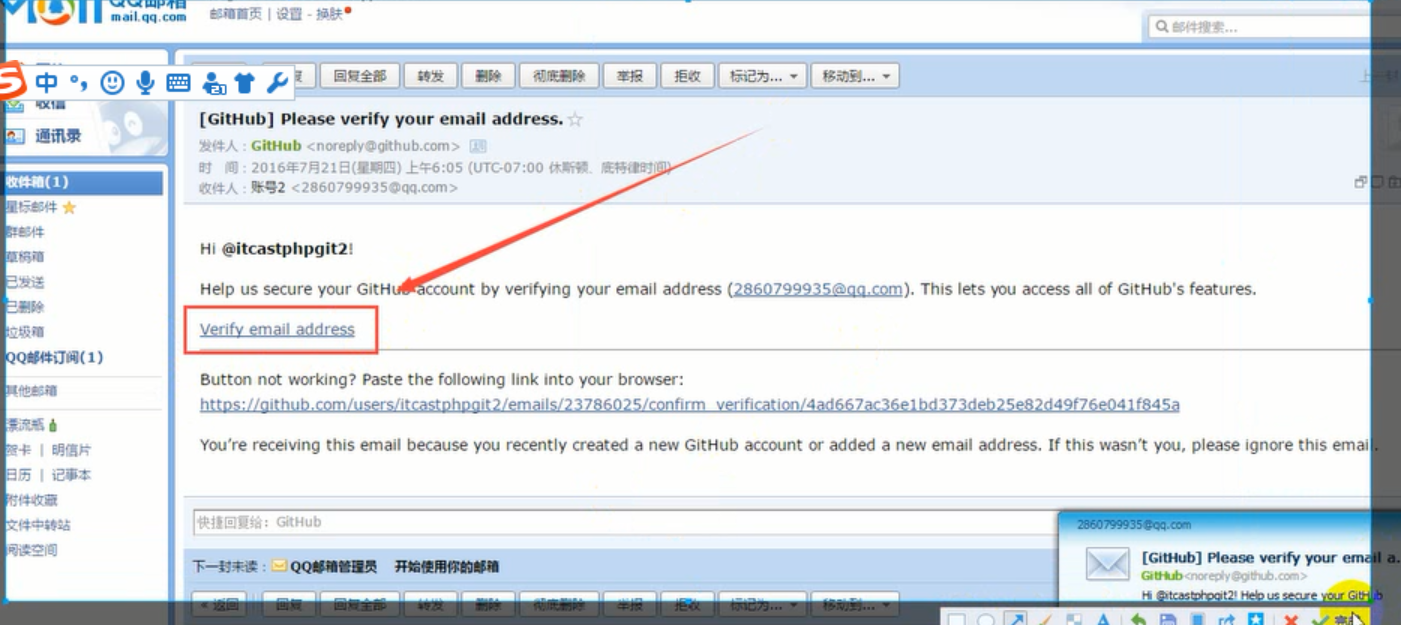 QQ邮箱
mail.qq.com
邮箱首页 | 设置 - 换肤
邮件搜索...
中
回复全部 转发 删除 彻底删除 举报 拒收 标记为... 移动到...
收信
通讯录
[GitHub] Please verify your email address.
发件人：GitHub <noreply@github.com>
时 间：2016年7月21日(星期四) 上午6:05 (UTC-07:00 休斯顿、底特律时间)
收件人：账号2 <2860799935@qq.com>
收件箱(1)
星标邮件
群邮件
草稿箱
已发送
已删除
垃圾箱
QQ邮件订阅(1)
其他邮箱
漂流瓶
贺卡 | 明信片
日历 | 记事本
附件收藏
文件中转站
阅读空间
Hi @itcastphpgit2!
Help us secure your GitHub account by verifying your email address (2860799935@qq.com). This lets you access all of GitHub's features.
Verify email address
Button not working? Paste the following link into your browser:
https://github.com/users/itcastphpgit2/emails/23786025/confirm_verification/4ad667ac36e1bd373deb25e82d49f76e041f845a
You're receiving this email because you recently created a new GitHub account or added a new email address. If this wasn't you, please ignore this email.
快捷回复给：GitHub
下一封未读：QQ邮箱管理员 开始使用你的邮箱
« 返回 回复 回复全部 转发 删除 彻底删除 举报 拒收 标记为... 移动到...
2860799935@qq.com
[GitHub] Please verify your email a...
GitHub<noreply@github.com>
Hi @itcastphpgit2! Help us secure your GitHub